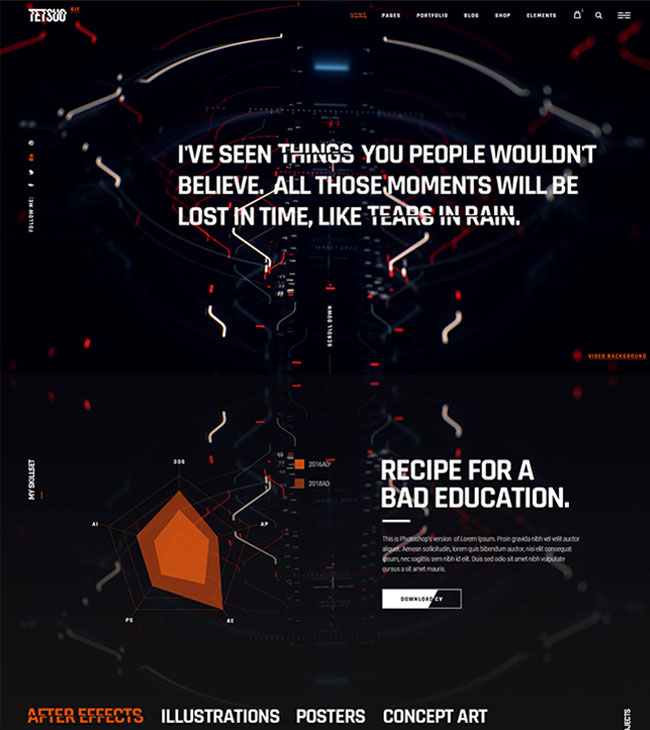 TETSUO
HOME PAGES PORTFOLIO BLOG SHOP ELEMENTS
I'VE SEEN THINGS YOU PEOPLE WOULDN'T
BELIEVE. ALL THOSE MOMENTS WILL BE
LOST IN TIME, LIKE TEARS IN RAIN.
FOLLOW ME:
SCROLL DOWN
VIDEO BACKGROUND
MY SKILLSET
3DS
AI
AP
PS
AE
2016AD
2018AD
RECIPE FOR A
BAD EDUCATION.
This is Photoshop's version of Lorem Ipsum. Proin gravida nibh vel velit auctor
aliquet. Aenean sollicitudin, lorem quis bibendum auctor, nisi elit consequat
ipsum, nec sagittis sem nibh id elit. Duis sed odio sit amet nibh vulputate
cursus a sit amet mauris.
DOWNLOAD CV
AFTER EFFECTS ILLUSTRATIONS POSTERS CONCEPT ART